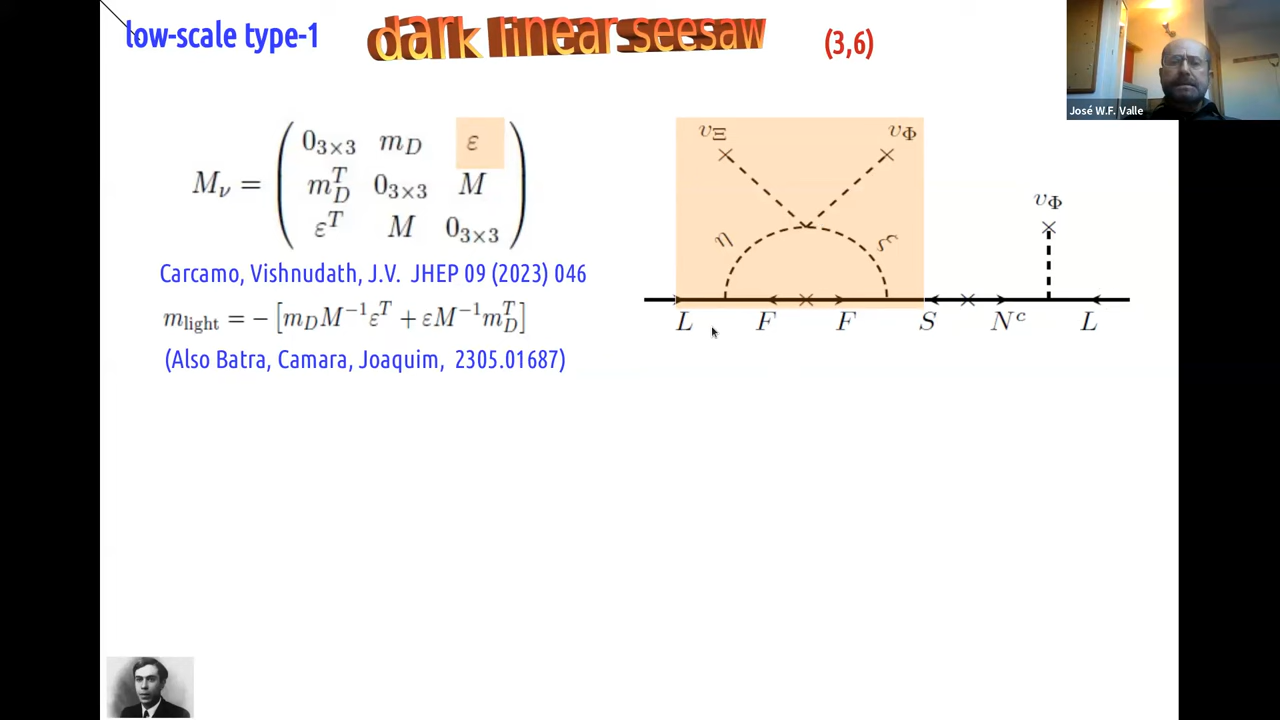 low-scale type-1 dark linear seesaw (3,6)
José W.F. Valle
M_ν = ( 0_{3×3} m_D ε
m_D^T 0_{3×3} M
ε^T M 0_{3×3} )
Carcamo, Vishnudath, J.V. JHEP 09 (2023) 046
m_light = − [m_D M^{−1} ε^T + ε M^{−1} m_D^T]
(Also Batra, Camara, Joaquim, 2305.01687)
v_Ξ v_Φ
v_Φ
η ξ
L F F S N^c L